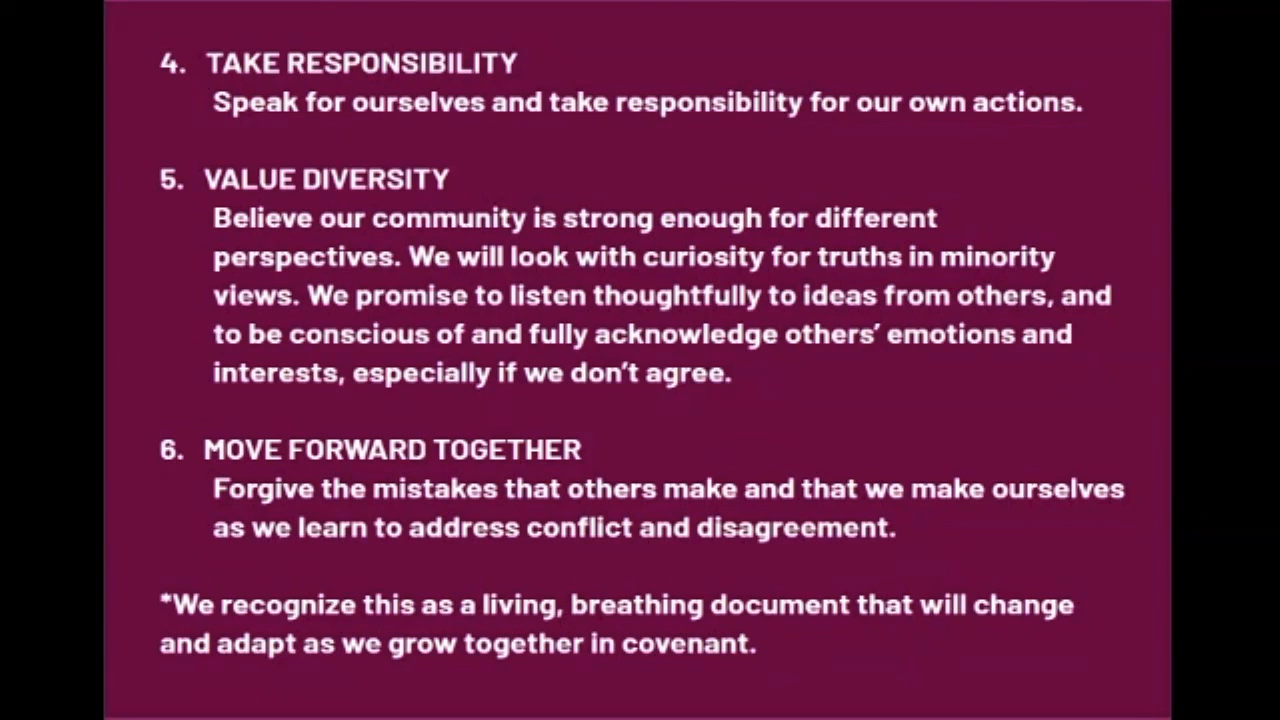 4. TAKE RESPONSIBILITY
Speak for ourselves and take responsibility for our own actions.
5. VALUE DIVERSITY
Believe our community is strong enough for different
perspectives. We will look with curiosity for truths in minority
views. We promise to listen thoughtfully to ideas from others, and
to be conscious of and fully acknowledge others’ emotions and
interests, especially if we don’t agree.
6. MOVE FORWARD TOGETHER
Forgive the mistakes that others make and that we make ourselves
as we learn to address conflict and disagreement.
*We recognize this as a living, breathing document that will change
and adapt as we grow together in covenant.